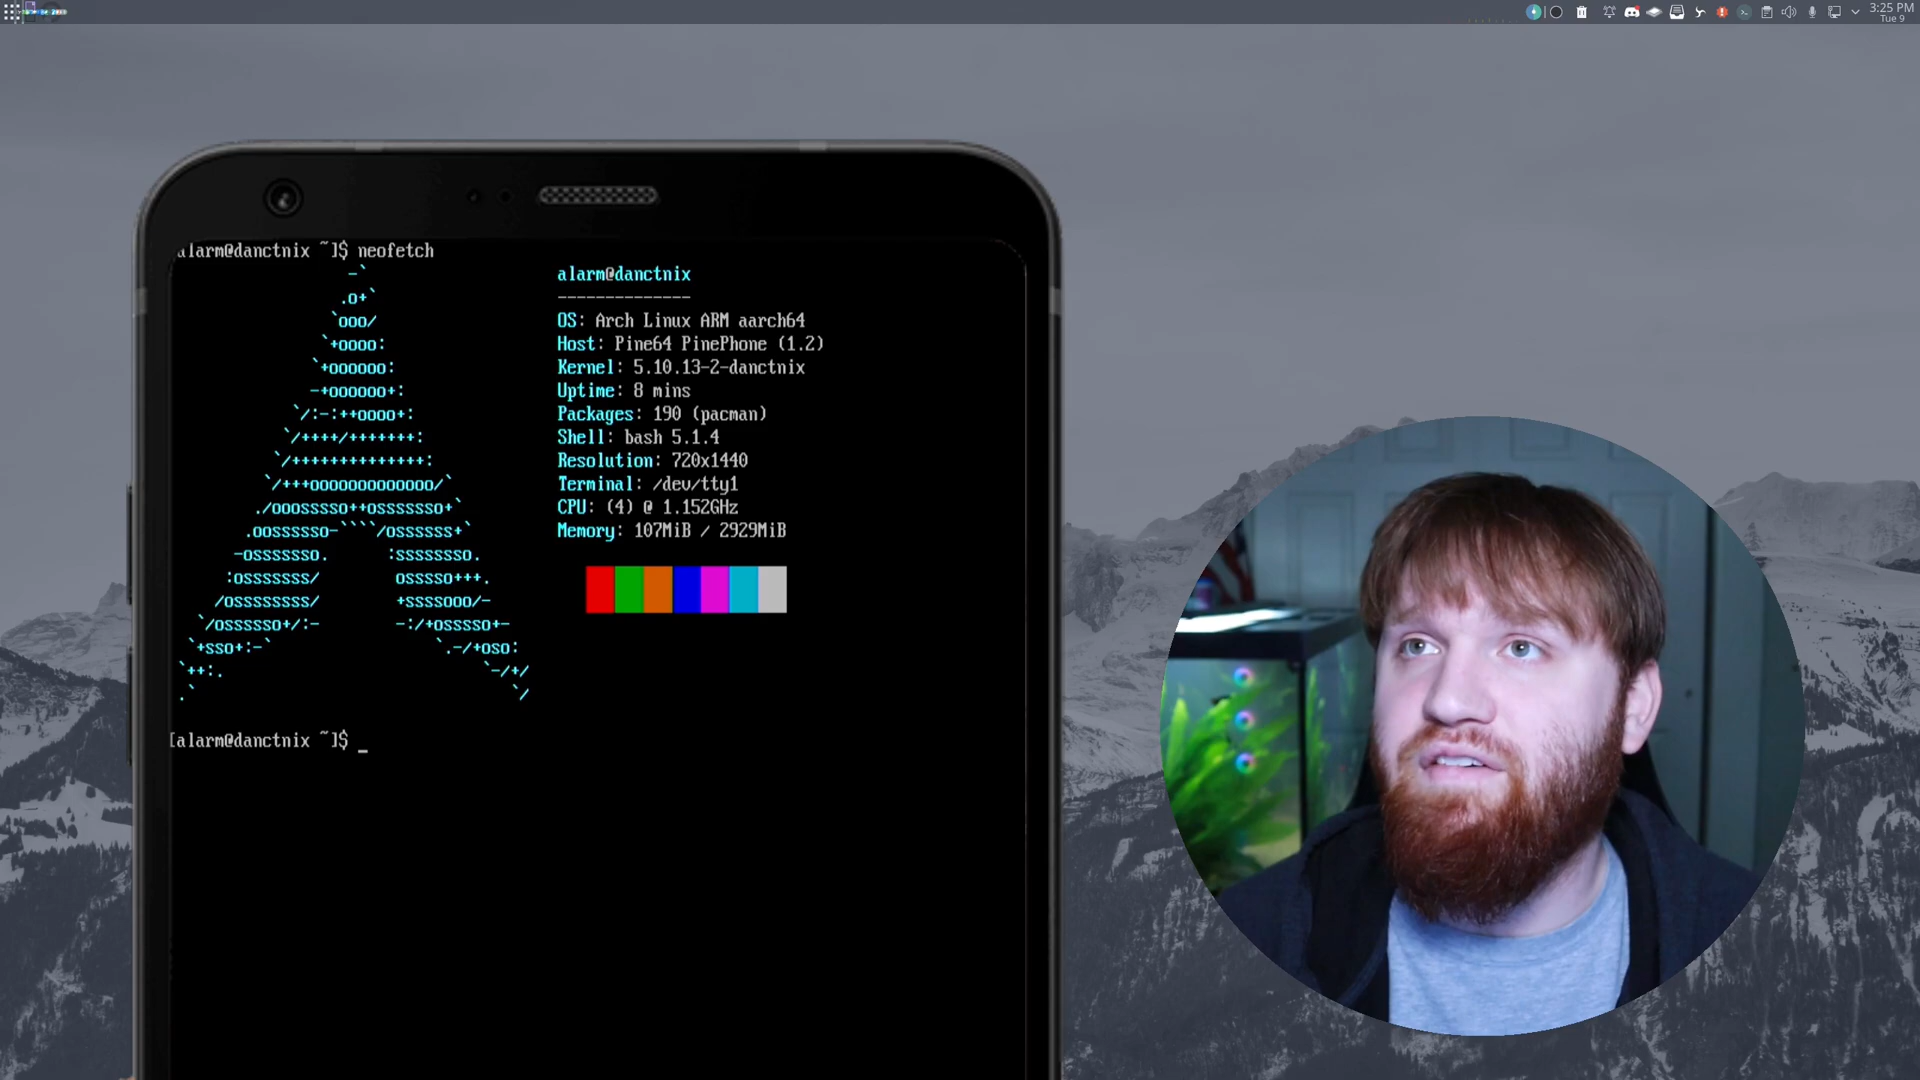 3:25 PM
Tue 9
alarm@danctnix ~]$ neofetch
alarm@danctnix
--------------
OS: Arch Linux ARM aarch64
Host: Pine64 PinePhone (1.2)
Kernel: 5.10.13-2-danctnix
Uptime: 8 mins
Packages: 190 (pacman)
Shell: bash 5.1.4
Resolution: 720x1440
Terminal: /dev/tty1
CPU: (4) @ 1.152GHz
Memory: 107MiB / 2929MiB
[alarm@danctnix ~]$ _